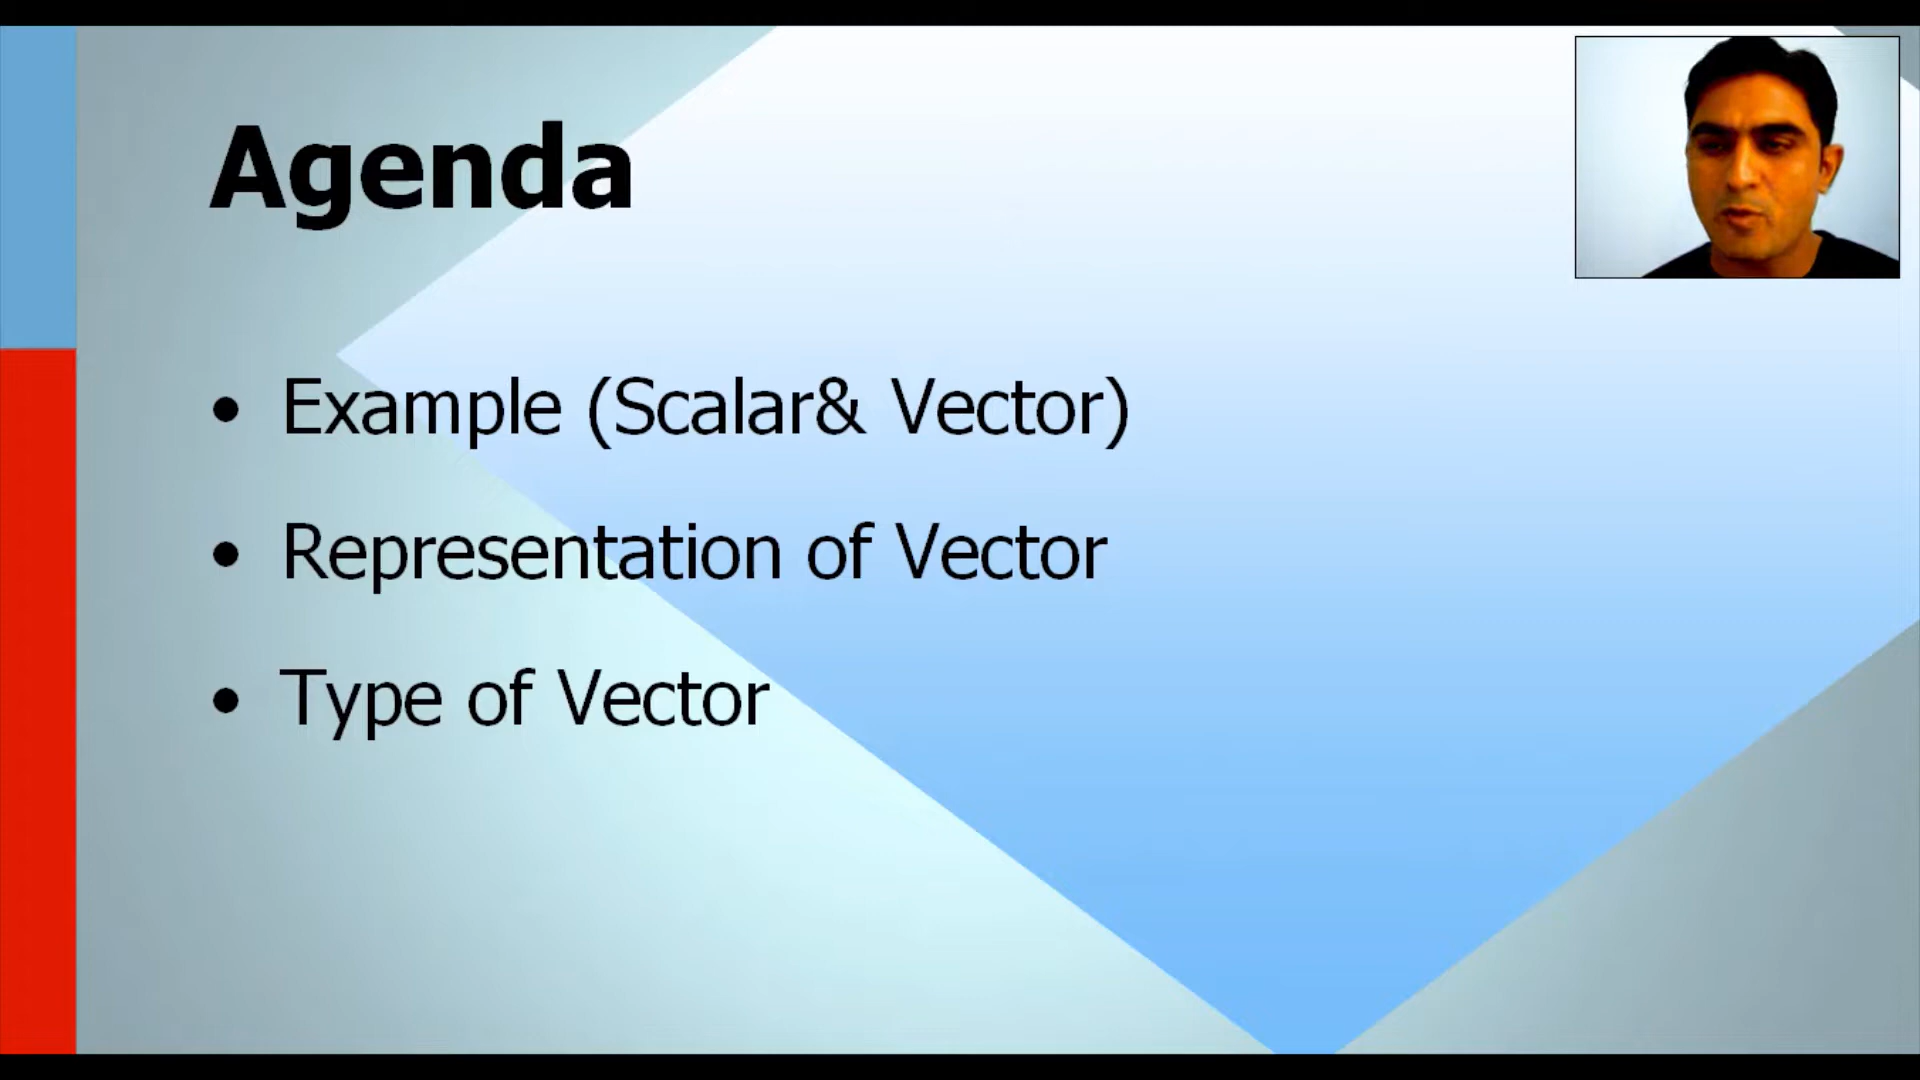 Agenda
• Example (Scalar& Vector)
• Representation of Vector
• Type of Vector